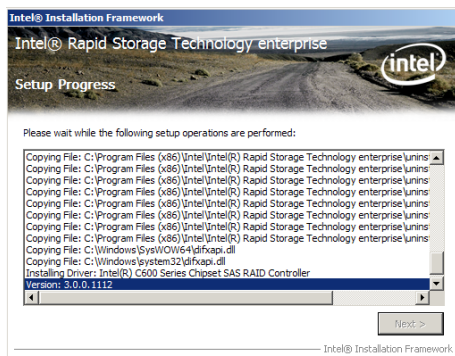 Intel® Installation Framework
Intel® Rapid Storage Technology enterprise
intel
Setup Progress
Please wait while the following setup operations are performed:
Copying File: C:\Program Files (x86)\Intel\Intel(R) Rapid Storage Technology enterprise\unins
Copying File: C:\Program Files (x86)\Intel\Intel(R) Rapid Storage Technology enterprise\unins
Copying File: C:\Program Files (x86)\Intel\Intel(R) Rapid Storage Technology enterprise\unins
Copying File: C:\Program Files (x86)\Intel\Intel(R) Rapid Storage Technology enterprise\unins
Copying File: C:\Program Files (x86)\Intel\Intel(R) Rapid Storage Technology enterprise\unins
Copying File: C:\Program Files (x86)\Intel\Intel(R) Rapid Storage Technology enterprise\unins
Copying File: C:\Program Files (x86)\Intel\Intel(R) Rapid Storage Technology enterprise\unins
Copying File: C:\Program Files (x86)\Intel\Intel(R) Rapid Storage Technology enterprise\unins
Copying File: C:\Windows\SysWOW64\difxapi.dll
Copying File: C:\Windows\system32\difxapi.dll
Installing Driver: Intel(R) C600 Series Chipset SAS RAID Controller
Version: 3.0.0.1112
Next >
Intel® Installation Framework